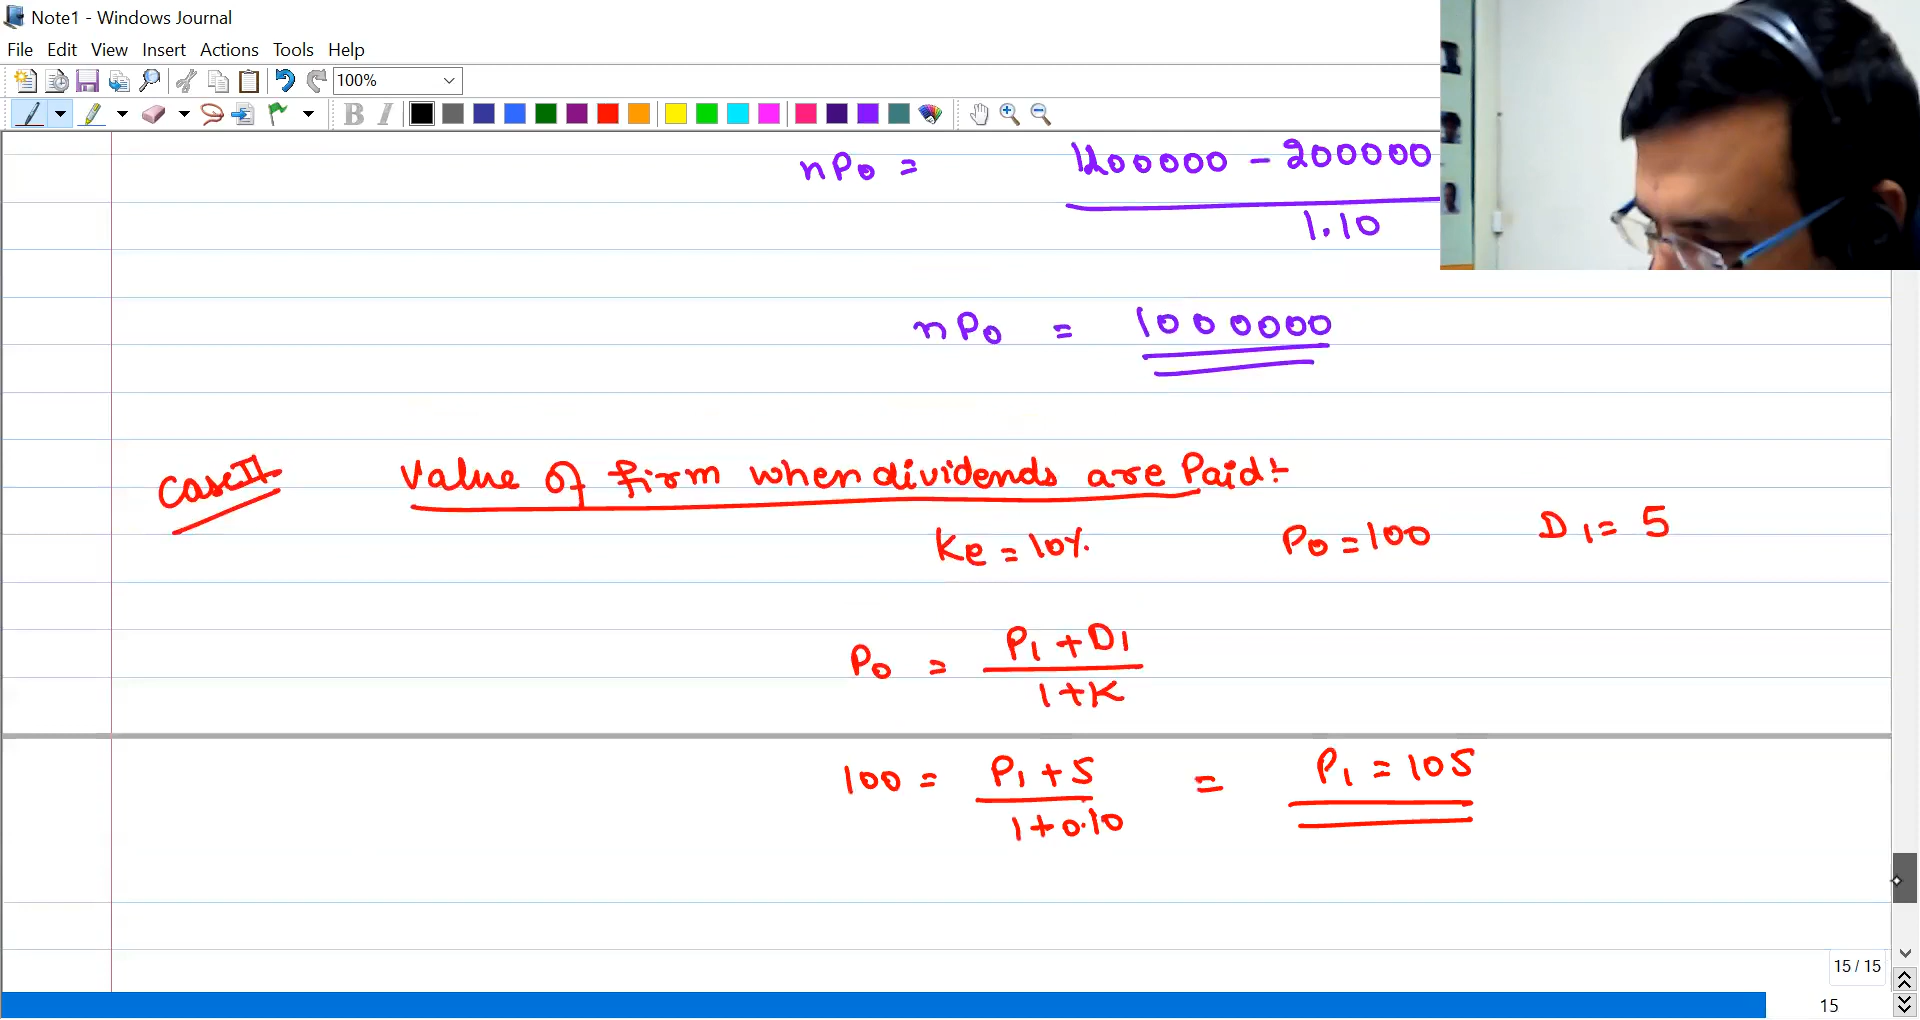 Note1 - Windows Journal
File Edit View Insert Actions Tools Help
100%
B I
nP0 = 1200000 - 200000
1.10
nP0 = 1000000
Case II Value of firm when dividends are Paid:-
Ke = 10%. P0 = 100 D1 = 5
P0 = P1 + D1
1 + K
100 = P1 + 5 = P1 = 105
1 + 0.10
15 / 15
15